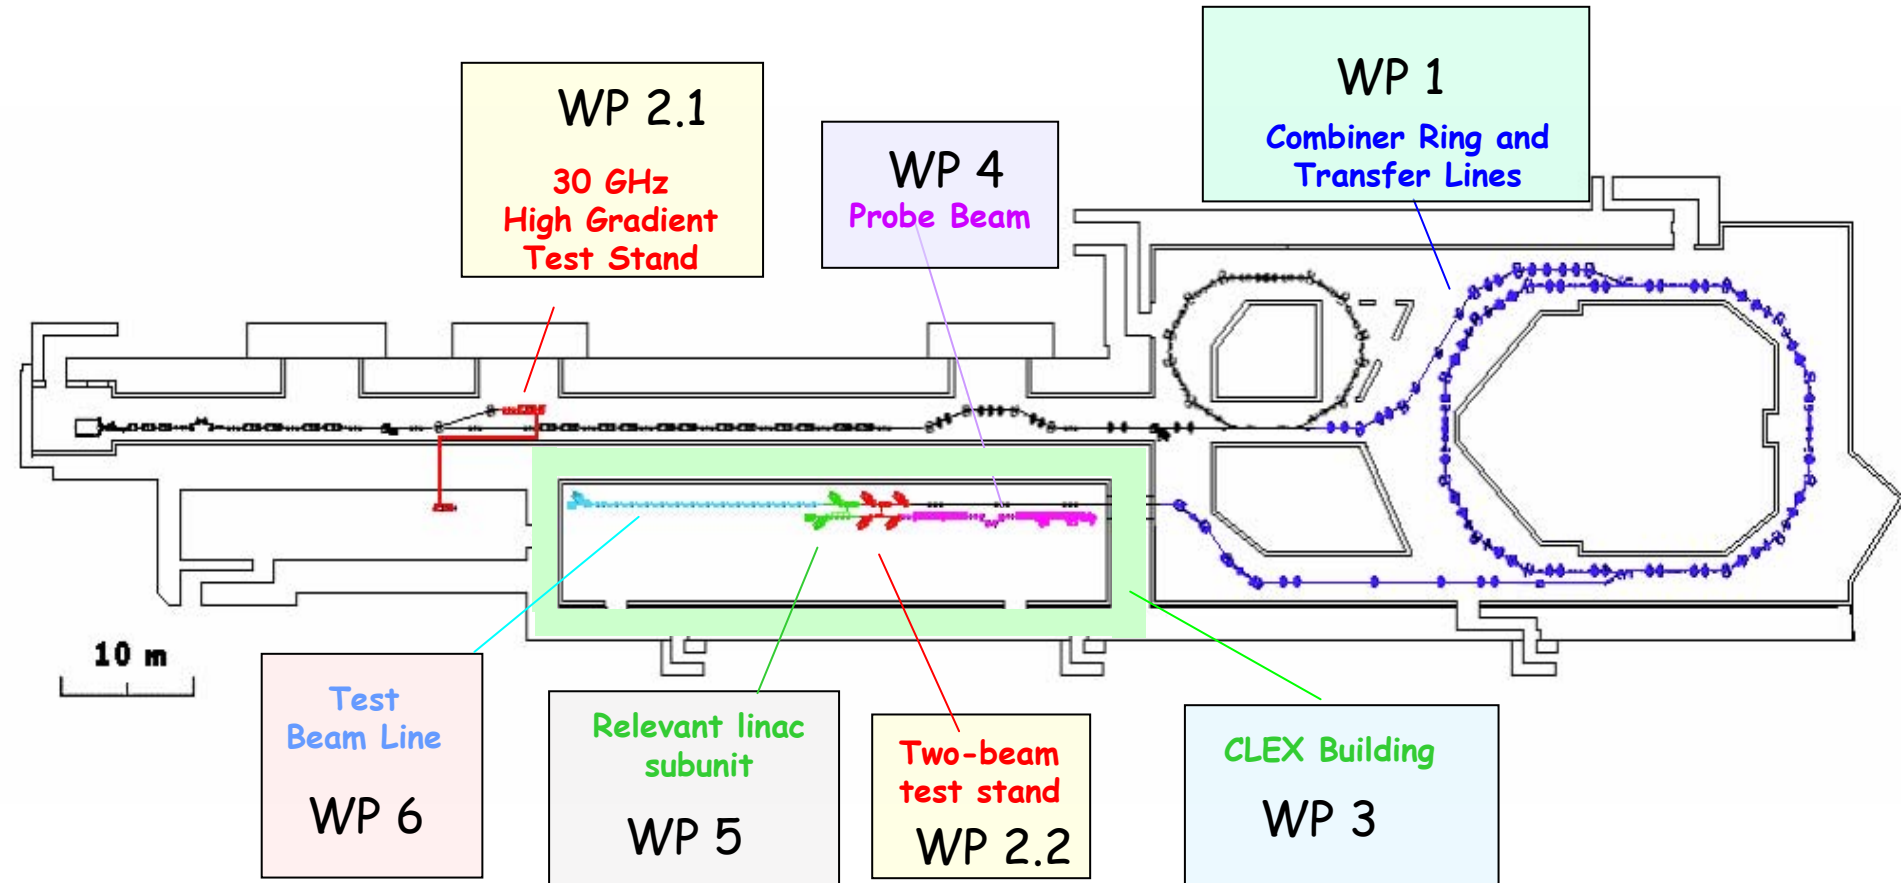 WP 2.1
30 GHz
High Gradient
Test Stand
WP 4
Probe Beam
WP 1
Combiner Ring and
Transfer Lines
10 m
Test
Beam Line
WP 6
Relevant linac
subunit
WP 5
Two-beam
test stand
WP 2.2
CLEX Building
WP 3